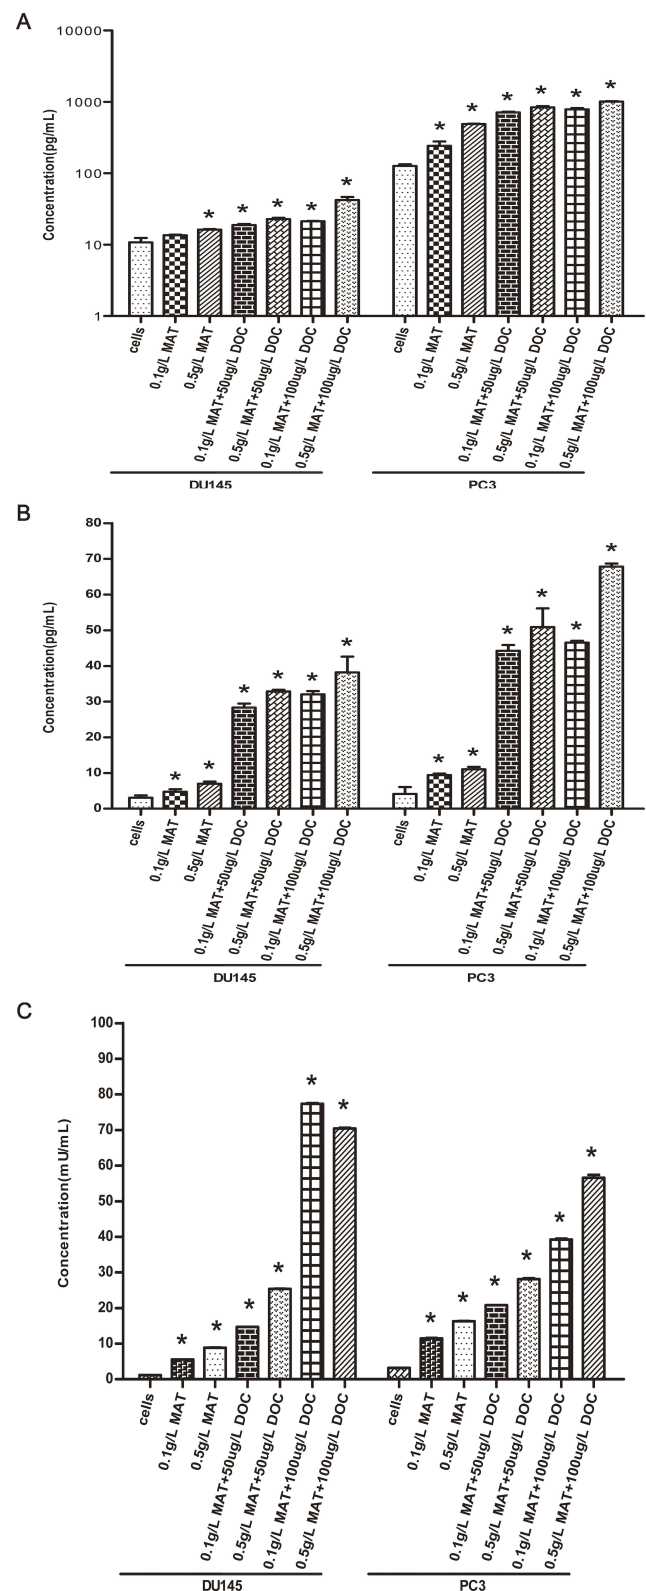 A
10000
1000
100
10
1
Concentration(pg/mL)
*
*
*
*
*
*
*
*
*
*
*
cells
0.1g/L MAT
0.5g/L MAT
0.1g/L MAT+50ug/L DOC
0.5g/L MAT+50ug/L DOC
0.1g/L MAT+100ug/L DOC
0.5g/L MAT+100ug/L DOC
cells
0.1g/L MAT
0.5g/L MAT
0.1g/L MAT+50ug/L DOC
0.5g/L MAT+50ug/L DOC
0.1g/L MAT+100ug/L DOC
0.5g/L MAT+100ug/L DOC
DU145
PC3
B
80
70
60
50
40
30
20
10
0
Concentration(pg/mL)
*
*
*
*
*
*
*
*
*
*
*
*
cells
0.1g/L MAT
0.5g/L MAT
0.1g/L MAT+50ug/L DOC
0.5g/L MAT+50ug/L DOC
0.1g/L MAT+100ug/L DOC
0.5g/L MAT+100ug/L DOC
cells
0.1g/L MAT
0.5g/L MAT
0.1g/L MAT+50ug/L DOC
0.5g/L MAT+50ug/L DOC
0.1g/L MAT+100ug/L DOC
0.5g/L MAT+100ug/L DOC
DU145
PC3
C
100
90
80
70
60
50
40
30
20
10
0
Concentration(mU/mL)
*
*
*
*
*
*
*
*
*
*
*
*
cells
0.1g/L MAT
0.5g/L MAT
0.1g/L MAT+50ug/L DOC
0.5g/L MAT+50ug/L DOC
0.1g/L MAT+100ug/L DOC
0.5g/L MAT+100ug/L DOC
cells
0.1g/L MAT
0.5g/L MAT
0.1g/L MAT+50ug/L DOC
0.5g/L MAT+50ug/L DOC
0.1g/L MAT+100ug/L DOC
0.5g/L MAT+100ug/L DOC
DU145
PC3